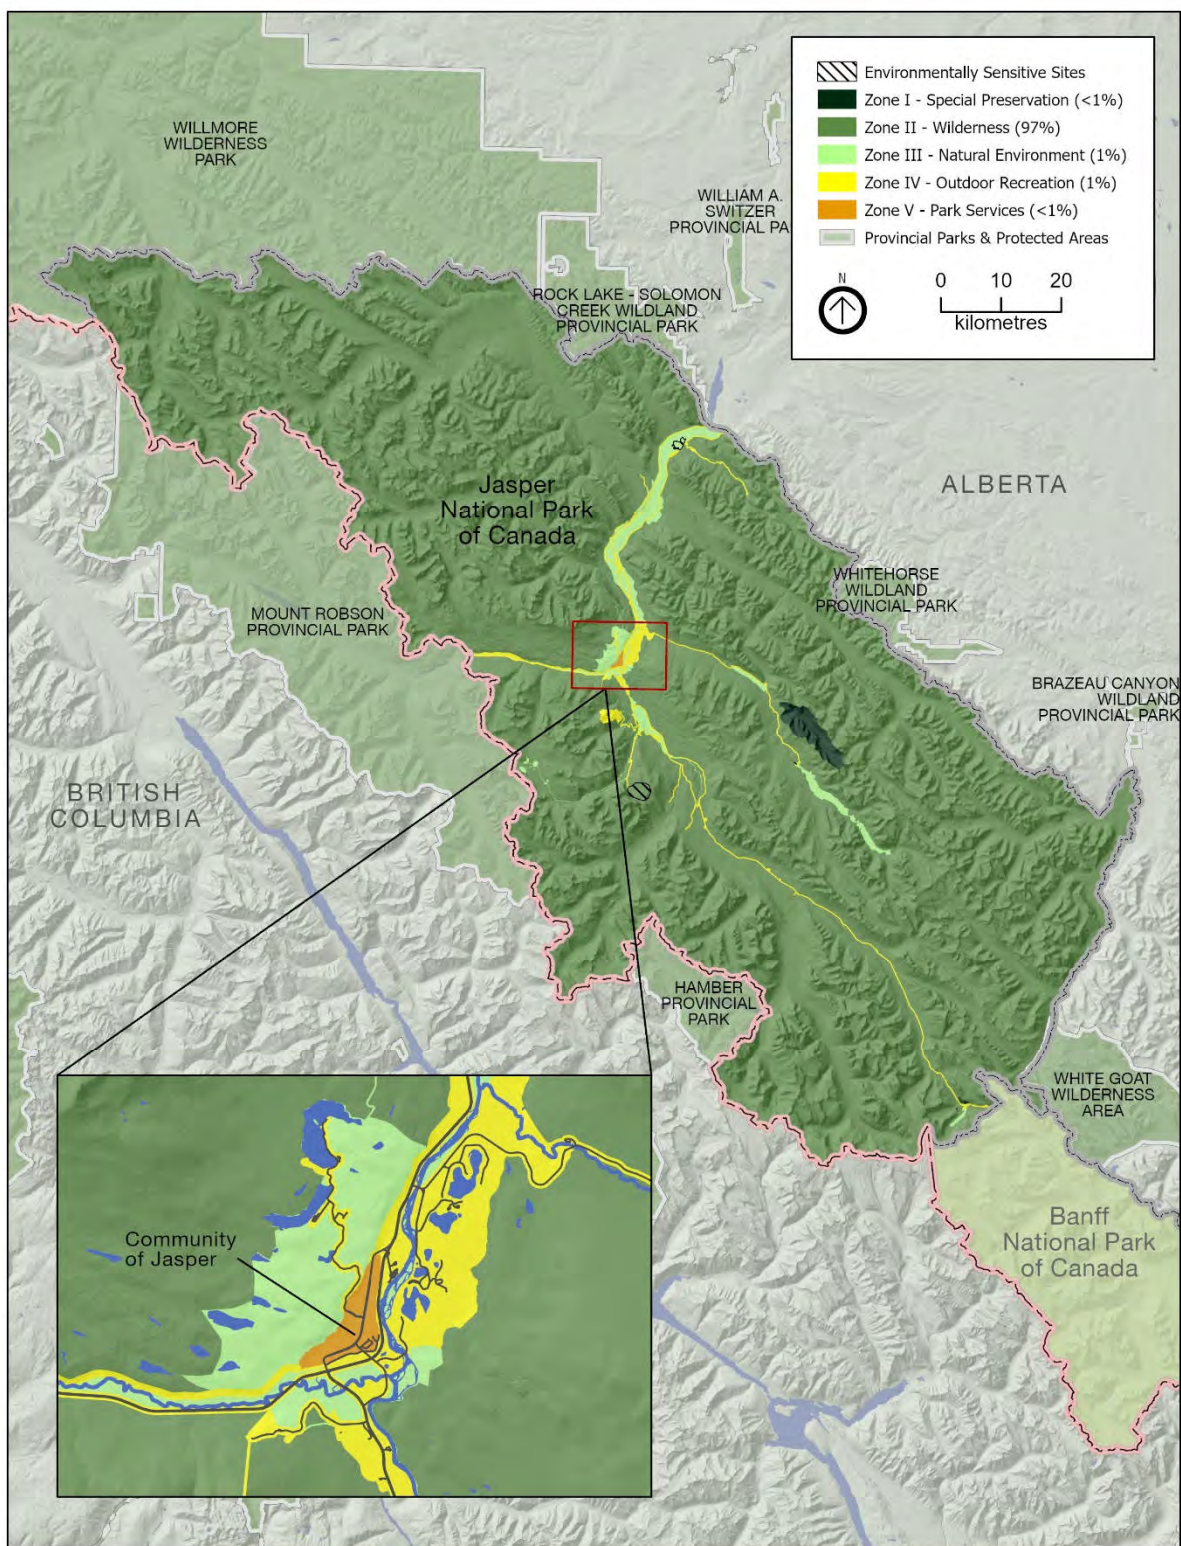 Environmentally Sensitive Sites
Zone I - Special Preservation (<1%)
Zone II - Wilderness (97%)
Zone III - Natural Environment (1%)
Zone IV - Outdoor Recreation (1%)
Zone V - Park Services (<1%)
Provincial Parks & Protected Areas
N
0 10 20
kilometres
WILLMORE
WILDERNESS
PARK
WILLIAM A.
SWITZER
PROVINCIAL PA
ROCK LAKE - SOLOMON
CREEK WILDLAND
PROVINCIAL PARK
Jasper
National Park
of Canada
ALBERTA
WHITEHORSE
WILDLAND
PROVINCIAL PARK
MOUNT ROBSON
PROVINCIAL PARK
BRAZEAU CANYON
WILDLAND
PROVINCIAL PARK
BRITISH
COLUMBIA
HAMBER
PROVINCIAL
PARK
WHITE GOAT
WILDERNESS
AREA
Banff
National Park
of Canada
Community
of Jasper